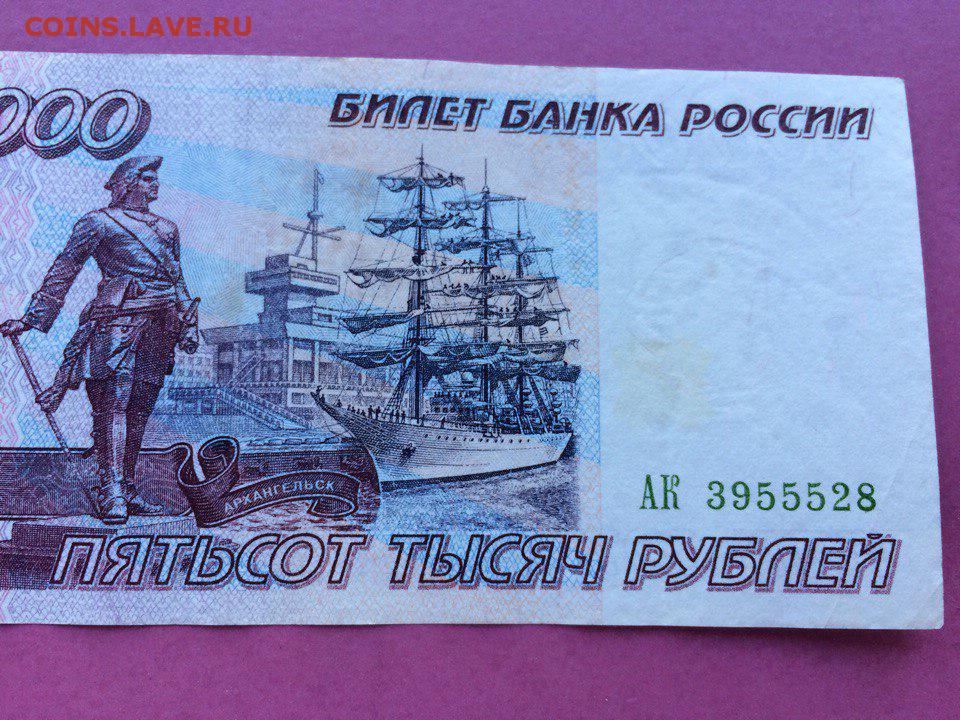 COINS.LAVE.RU
000
БИЛЕТ БАНКА РОССИИ
АРХАНГЕЛЬСК
АК 3955528
ПЯТЬСОТ ТЫСЯЧ РУБЛЕЙ